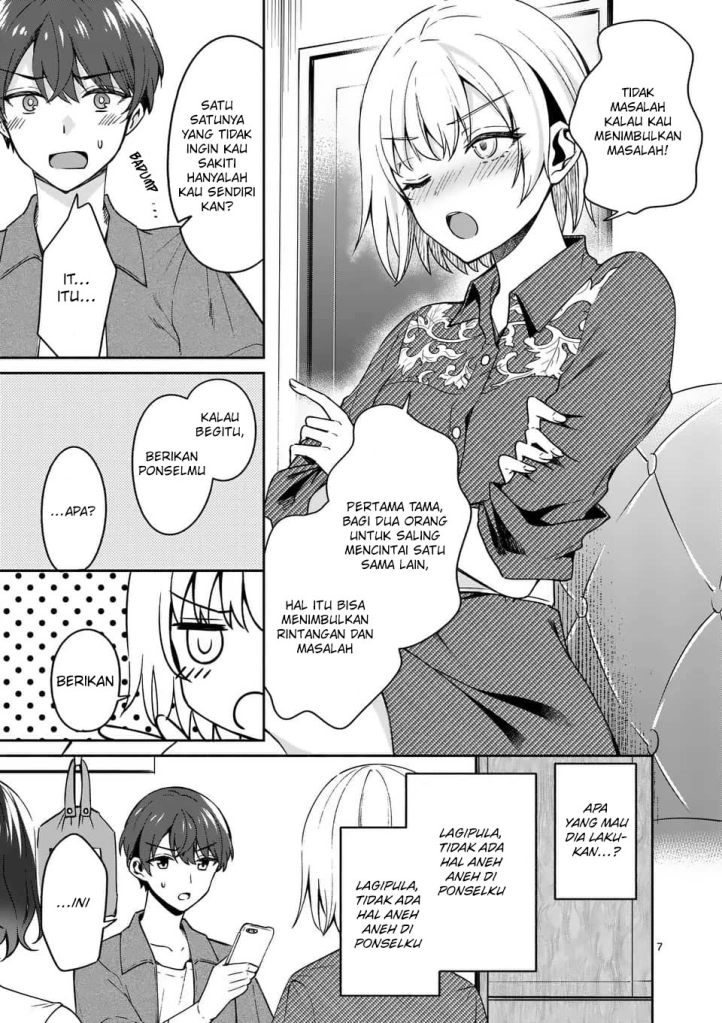 TIDAK
MASALAH
KALAU KAU
MENIMBULKAN
MASALAH!
PERTAMA TAMA,
BAGI DUA ORANG
UNTUK SALING
MENCINTAI SATU
SAMA LAIN,
HAL ITU BISA
MENIMBULKAN
RINTANGAN DAN
MASALAH
SATU
SATUNYA
YANG TIDAK
INGIN KAU
SAKITI
HANYALAH
KAU SENDIRI
KAN?
BADUMP
...
IT...
ITU...
KALAU
BEGITU,
BERIKAN
PONSELMU
...APA?
BERIKAN
APA
YANG MAU
DIA LAKU-
KAN...?
LAGIPULA,
TIDAK ADA
HAL ANEH
ANEH DI
PONSELKU
LAGIPULA,
TIDAK ADA
HAL ANEH
ANEH DI
PONSELKU
...INI
7